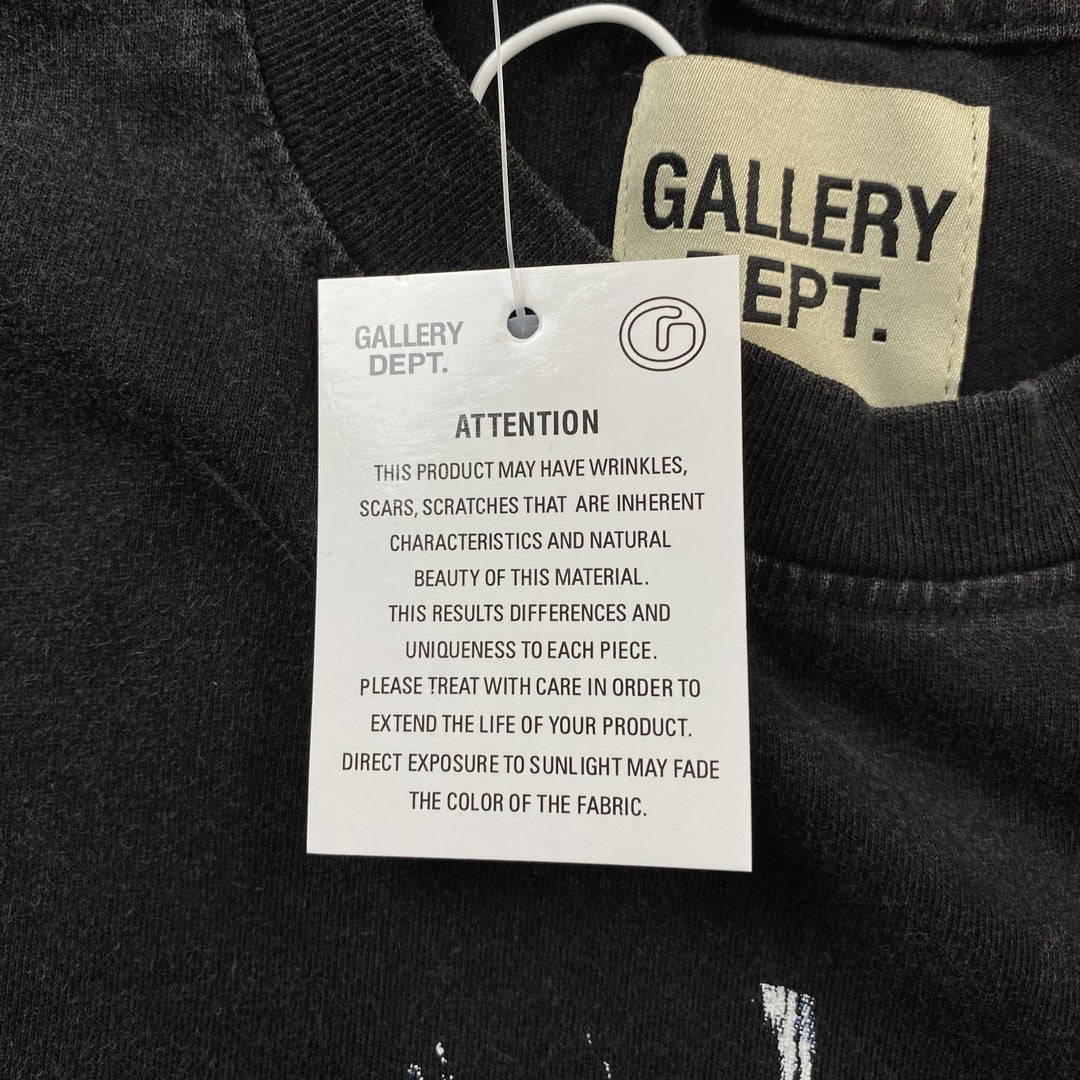 GALLERY
DEPT.
GALLERY
DEPT.
ATTENTION
THIS PRODUCT MAY HAVE WRINKLES,
SCARS, SCRATCHES THAT ARE INHERENT
CHARACTERISTICS AND NATURAL
BEAUTY OF THIS MATERIAL.
THIS RESULTS DIFFERENCES AND
UNIQUENESS TO EACH PIECE.
PLEASE TREAT WITH CARE IN ORDER TO
EXTEND THE LIFE OF YOUR PRODUCT.
DIRECT EXPOSURE TO SUNLIGHT MAY FADE
THE COLOR OF THE FABRIC.